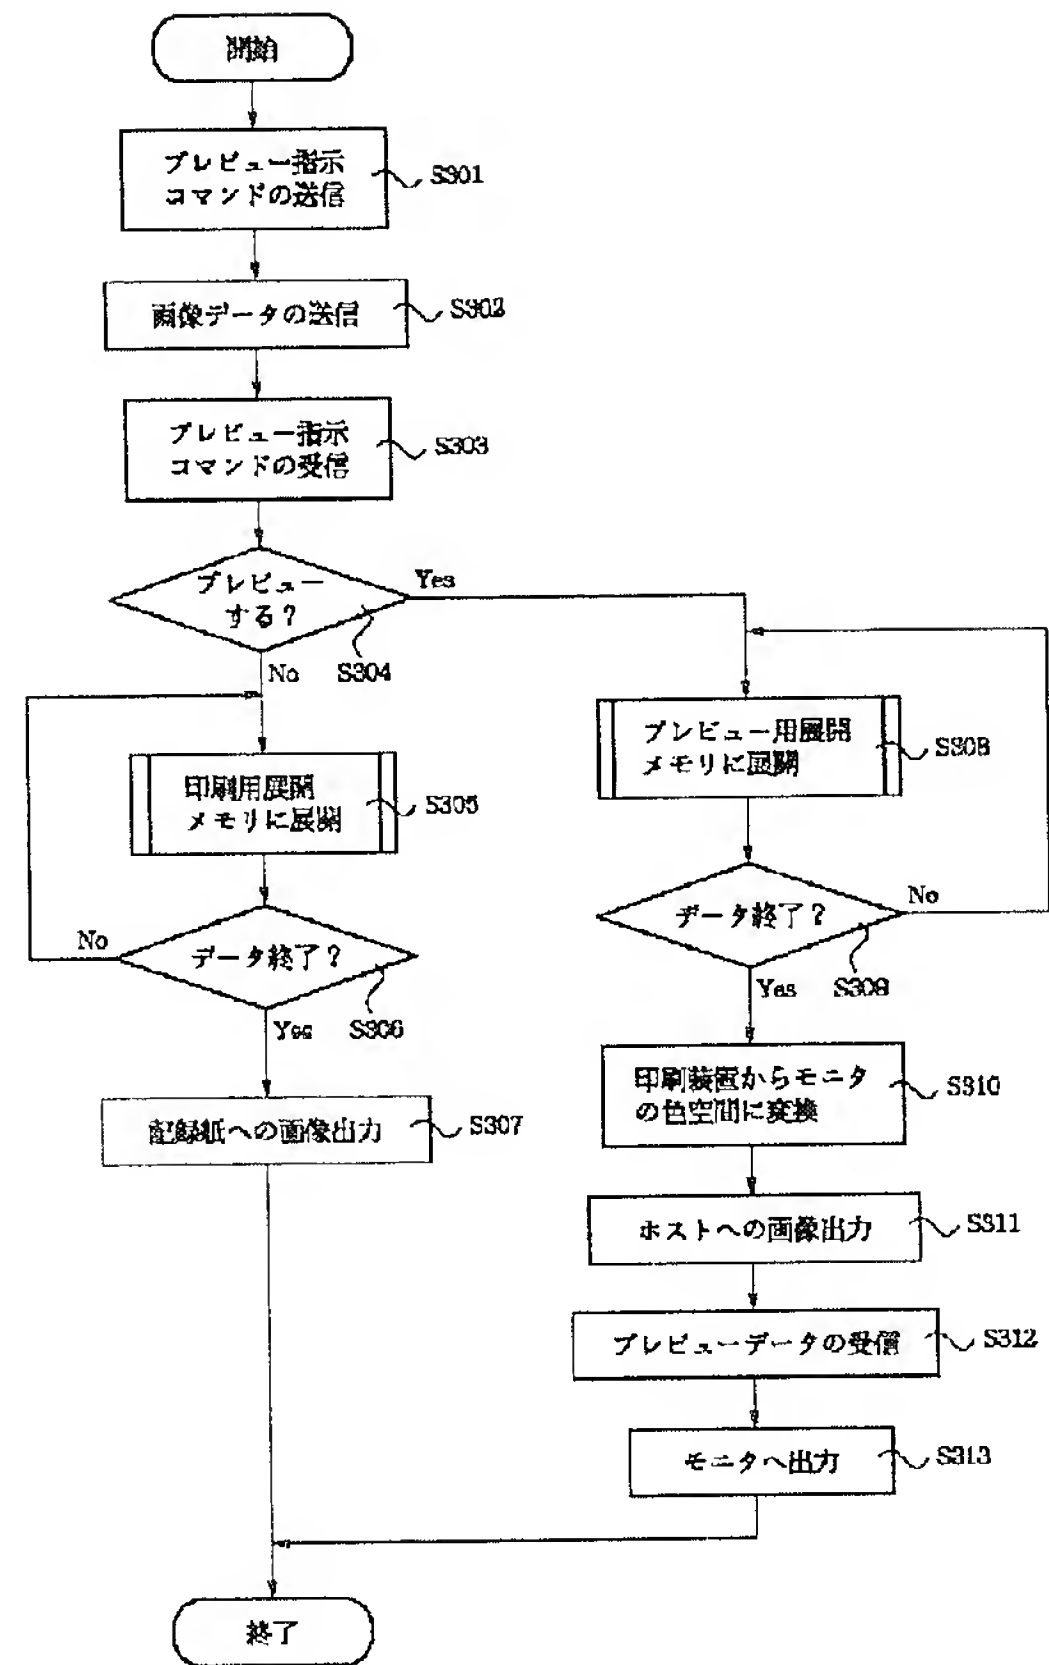 開始
プレビュー指示
コマンドの送信
S301
画像データの送信
S302
プレビュー指示
コマンドの受信
S303
プレビュー
する?
Yes
No
S304
印刷用展開
メモリに展開
S305
データ終了?
No
Yes
S306
記録紙への画像出力
S307
プレビュー用展開
メモリに展開
S308
データ終了?
No
Yes
S309
印刷装置からモニタ
の色空間に変換
S310
ホストへの画像出力
S311
プレビューデータの受信
S312
モニタへ出力
S313
終了